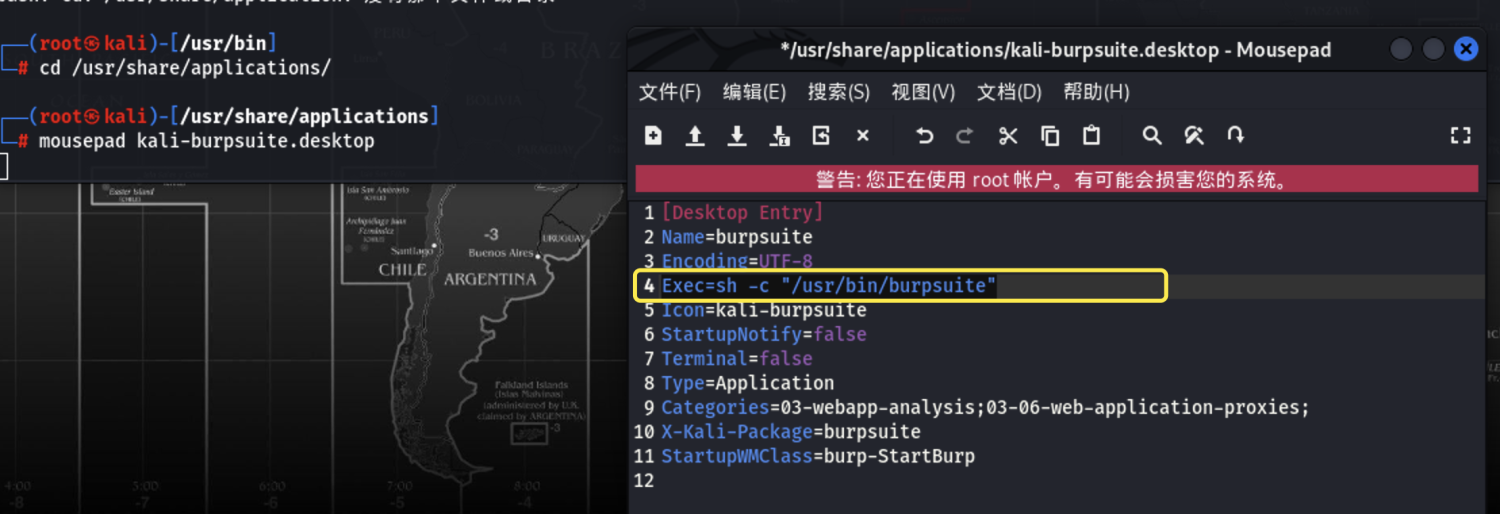 (root㉿kali)-[/usr/bin]
# cd /usr/share/applications/
(root㉿kali)-[/usr/share/applications]
# mousepad kali-burpsuite.desktop
*/usr/share/applications/kali-burpsuite.desktop - Mousepad
文件(F) 编辑(E) 搜索(S) 视图(V) 文档(D) 帮助(H)
警告: 您正在使用 root 帐户。有可能会损害您的系统。
1 [Desktop Entry]
2 Name=burpsuite
3 Encoding=UTF-8
4 Exec=sh -c "/usr/bin/burpsuite"
5 Icon=kali-burpsuite
6 StartupNotify=false
7 Terminal=false
8 Type=Application
9 Categories=03-webapp-analysis;03-06-web-application-proxies;
10 X-Kali-Package=burpsuite
11 StartupWMClass=burp-StartBurp
12
Easter Island
(CHILE)
Isla San Ambrosio
(CHILE)
Archipiélago Juan
Fernández
(CHILE)
Santiago
CHILE
-3
Buenos Aires
URUGUAY
ARGENTINA
Falkland Islands
(Islas Malvinas)
(administered by U.K.
claimed by ARGENTINA)
-3
4:00 5:00 6:00 7:00 8:00
-8 -7 -6 -5 -4